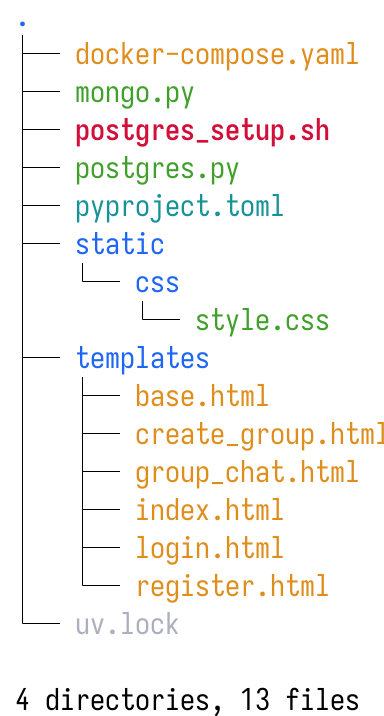 .
├── docker-compose.yaml
├── mongo.py
├── postgres_setup.sh
├── postgres.py
├── pyproject.toml
├── static
│   └── css
│       └── style.css
├── templates
│   ├── base.html
│   ├── create_group.html
│   ├── group_chat.html
│   ├── index.html
│   ├── login.html
│   └── register.html
└── uv.lock

4 directories, 13 files